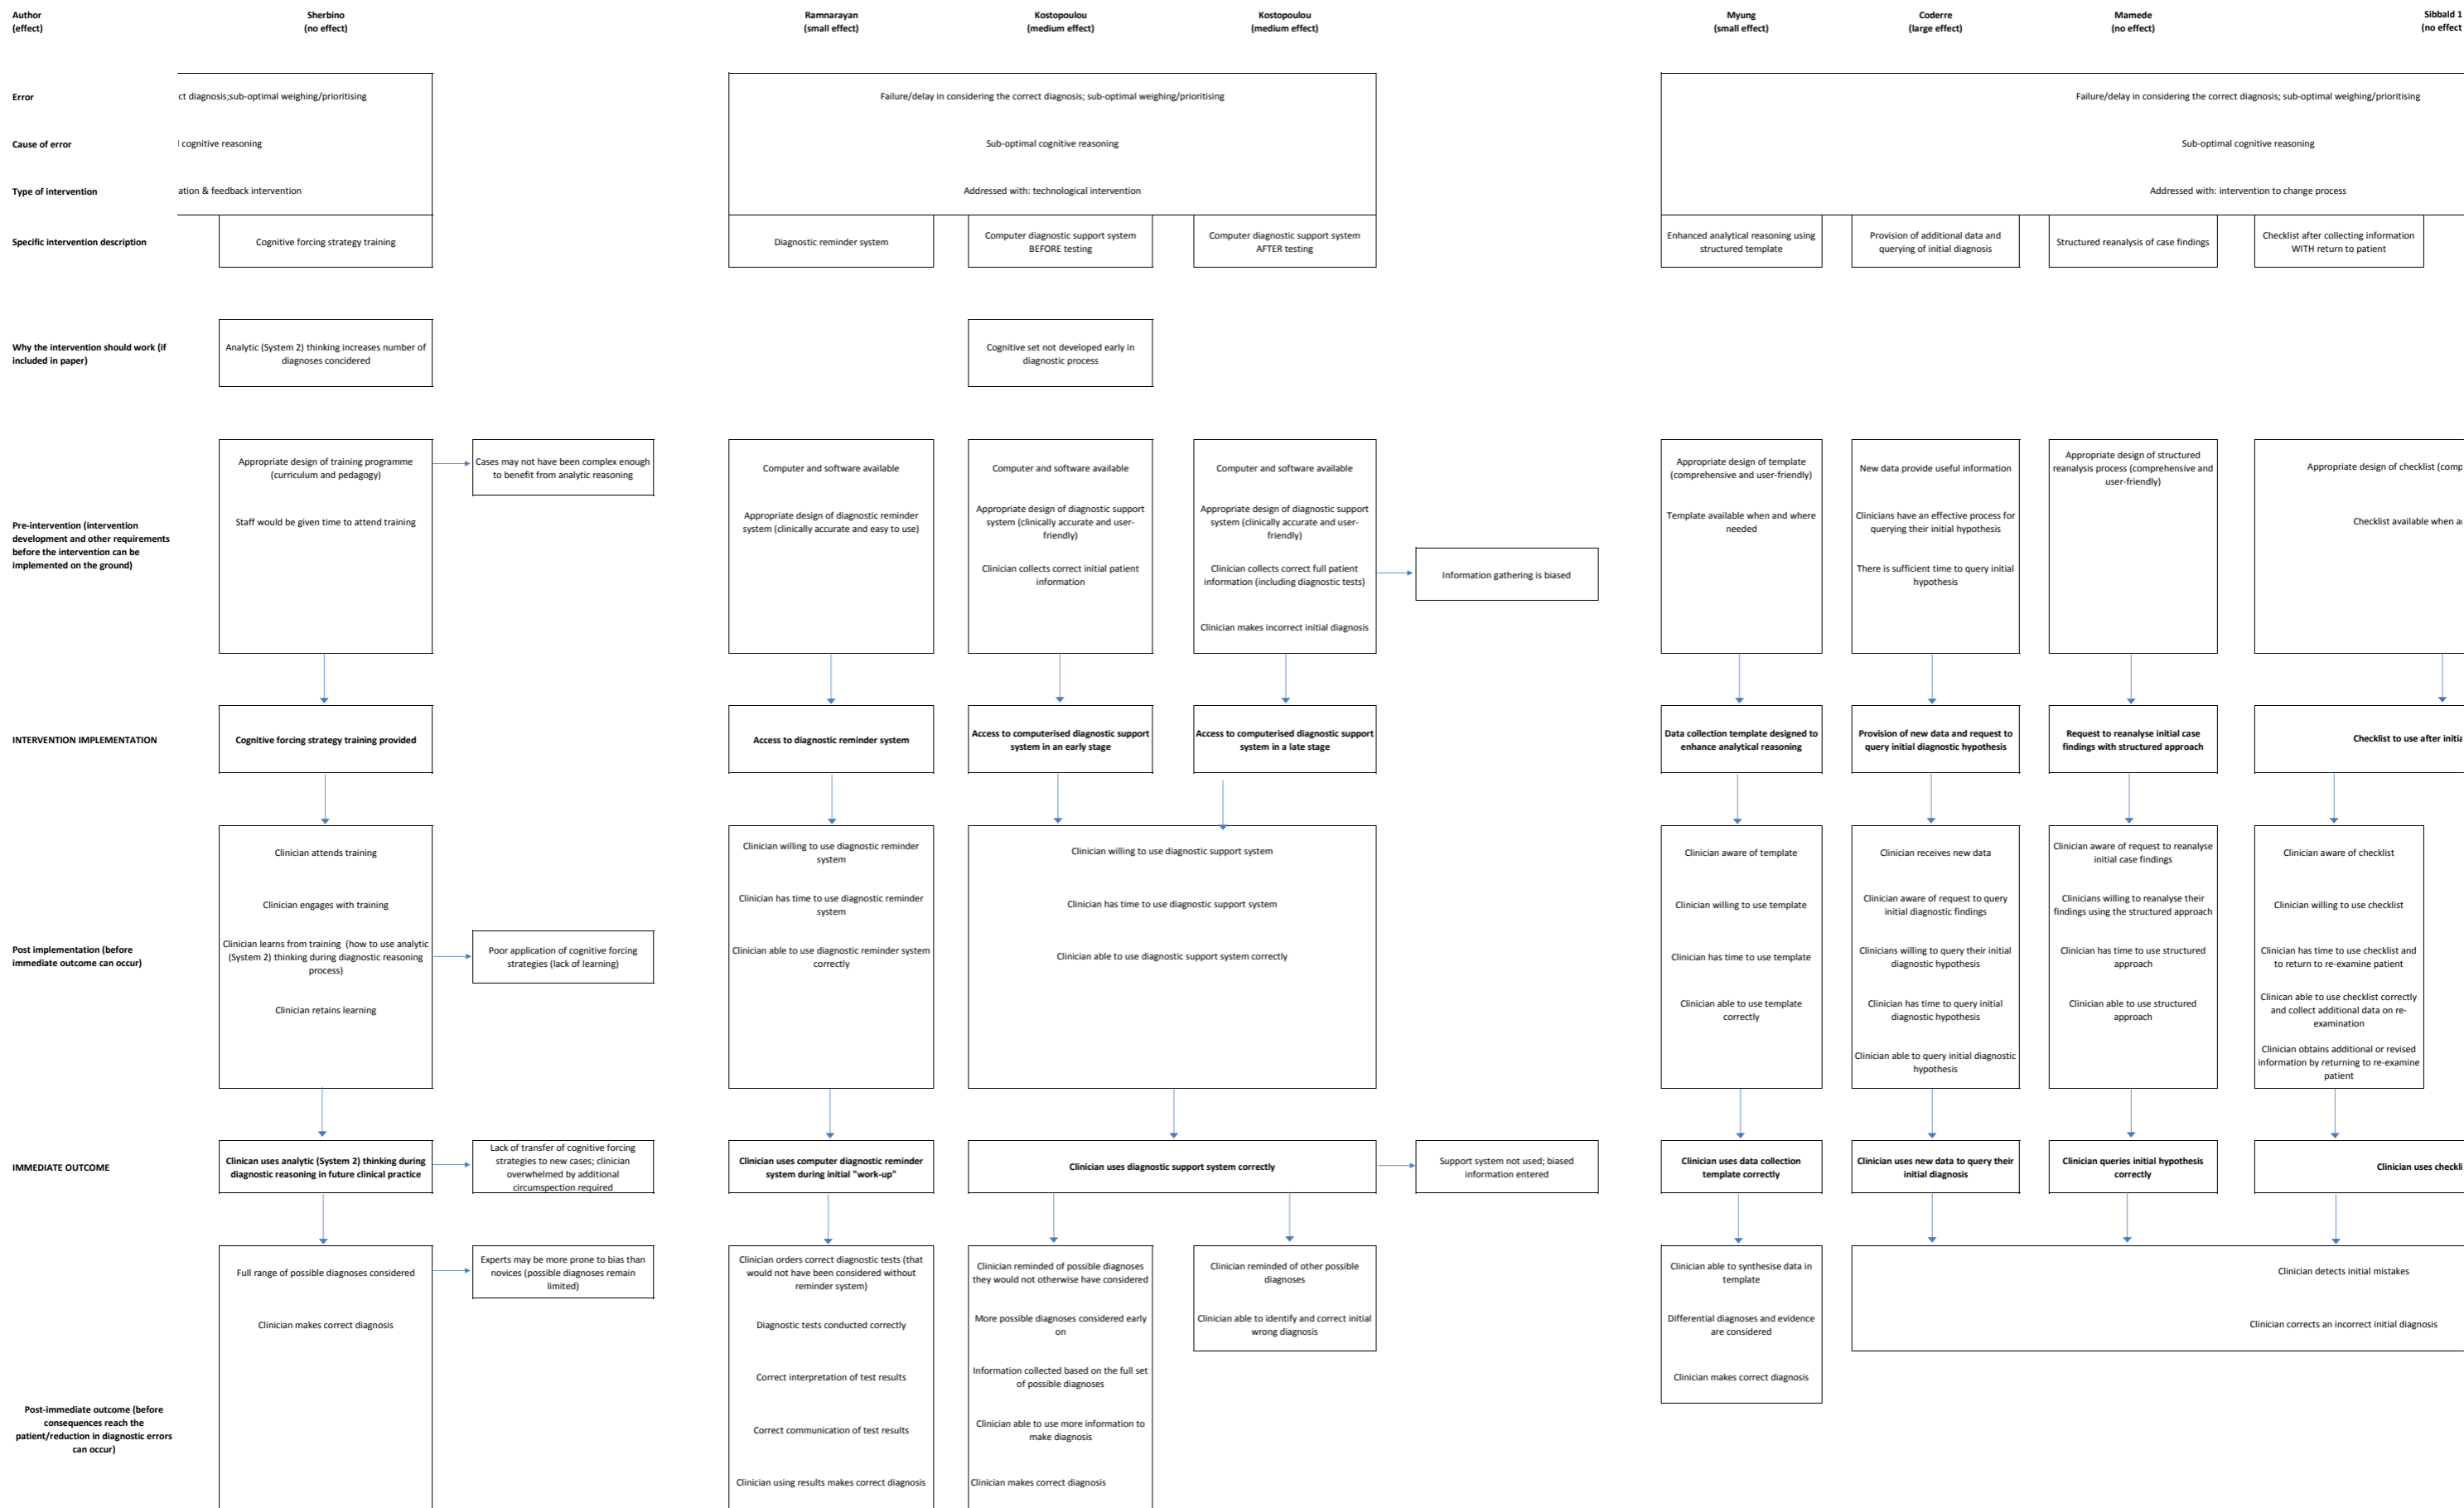 Author
(effect)
Sherbino
(no effect)
Ramnarayan
(small effect)
Kostopoulou
(medium effect)
Kostopoulou
(medium effect)
Myung
(small effect)
Coderre
(large effect)
Mamede
(no effect)
Sibbald 1
(no effect
Error
ct diagnosis;sub-optimal weighing/prioritising
Failure/delay in considering the correct diagnosis; sub-optimal weighing/prioritising
Failure/delay in considering the correct diagnosis; sub-optimal weighing/prioritising
Cause of error
l cognitive reasoning
Sub-optimal cognitive reasoning
Sub-optimal cognitive reasoning
Type of intervention
ation & feedback intervention
Addressed with: technological intervention
Addressed with: intervention to change process
Specific intervention description
Cognitive forcing strategy training
Diagnostic reminder system
Computer diagnostic support system
BEFORE testing
Computer diagnostic support system
AFTER testing
Enhanced analytical reasoning using
structured template
Provision of additional data and
querying of initial diagnosis
Structured reanalysis of case findings
Checklist after collecting information
WITH return to patient
Why the intervention should work (if
included in paper)
Analytic (System 2) thinking increases number of
diagnoses concidered
Cognitive set not developed early in
diagnostic process
Pre-intervention (intervention
development and other requirements
before the intervention can be
implemented on the ground)
Appropriate design of training programme
(curriculum and pedagogy)
Staff would be given time to attend training
Cases may not have been complex enough
to benefit from analytic reasoning
Computer and software available
Appropriate design of diagnostic reminder
system (clinically accurate and easy to use)
Computer and software available
Appropriate design of diagnostic support
system (clinically accurate and user-
friendly)
Clinician collects correct initial patient
information
Computer and software available
Appropriate design of diagnostic support
system (clinically accurate and user-
friendly)
Clinician collects correct full patient
information (including diagnostic tests)
Clinician makes incorrect initial diagnosis
Information gathering is biased
Appropriate design of template
(comprehensive and user-friendly)
Template available when and where
needed
New data provide useful information
Clinicians have an effective process for
querying their initial hypothesis
There is sufficient time to query initial
hypothesis
Appropriate design of structured
reanalysis process (comprehensive and
user-friendly)
Appropriate design of checklist (comp
Checklist available when a
INTERVENTION IMPLEMENTATION
Cognitive forcing strategy training provided
Access to diagnostic reminder system
Access to computerised diagnostic support
system in an early stage
Access to computerised diagnostic support
system in a late stage
Data collection template designed to
enhance analytical reasoning
Provision of new data and request to
query initial diagnostic hypothesis
Request to reanalyse initial case
findings with structured approach
Checklist to use after initia
Post implementation (before
immediate outcome can occur)
Clinician attends training
Clinician engages with training
Clinician learns from training (how to use analytic
(System 2) thinking during diagnostic reasoning
process)
Clinician retains learning
Poor application of cognitive forcing
strategies (lack of learning)
Clinician willing to use diagnostic reminder
system
Clinician has time to use diagnostic reminder
system
Clinician able to use diagnostic reminder system
correctly
Clinician willing to use diagnostic support system
Clinician has time to use diagnostic support system
Clinician able to use diagnostic support system correctly
Clinician aware of template
Clinician willing to use template
Clinician has time to use template
Clinician able to use template
correctly
Clinician receives new data
Clinician aware of request to query
initial diagnostic findings
Clinicians willing to query their initial
diagnostic hypothesis
Clinician has time to query initial
diagnostic hypothesis
Clinician able to query initial diagnostic
hypothesis
Clinician aware of request to reanalyse
initial case findings
Clinicians willing to reanalyse their
findings using the structured approach
Clinician has time to use structured
approach
Clinician able to use structured
approach
Clinician aware of checklist
Clinician willing to use checklist
Clinician has time to use checklist and
to return to re-examine patient
Clinican able to use checklist correctly
and collect additional data on re-
examination
Clinician obtains additional or revised
information by returning to re-examine
patient
IMMEDIATE OUTCOME
Clinican uses analytic (System 2) thinking during
diagnostic reasoning in future clinical practice
Lack of transfer of cognitive forcing
strategies to new cases; clinician
overwhelmed by additional
circumspection required
Clinician uses computer diagnostic reminder
system during initial "work-up"
Clinician uses diagnostic support system correctly
Support system not used; biased
information entered
Clinician uses data collection
template correctly
Clinician uses new data to query their
initial diagnosis
Clinician queries initial hypothesis
correctly
Clinician uses checkli
Post-immediate outcome (before
consequences reach the
patient/reduction in diagnostic errors
can occur)
Full range of possible diagnoses considered
Clinician makes correct diagnosis
Experts may be more prone to bias than
novices (possible diagnoses remain
limited)
Clinician orders correct diagnostic tests (that
would not have been considered without
reminder system)
Diagnostic tests conducted correctly
Correct interpretation of test results
Correct communication of test results
Clinician using results makes correct diagnosis
Clinician reminded of possible diagnoses
they would not otherwise have considered
More possible diagnoses considered early
on
Information collected based on the full set
of possible diagnoses
Clinician able to use more information to
make diagnosis
Clinician makes correct diagnosis
Clinician reminded of other possible
diagnoses
Clinician able to identify and correct initial
wrong diagnosis
Clinician able to synthesise data in
template
Differential diagnoses and evidence
are considered
Clinician makes correct diagnosis
Clinician detects initial mistakes
Clinician corrects an incorrect initial diagnosis